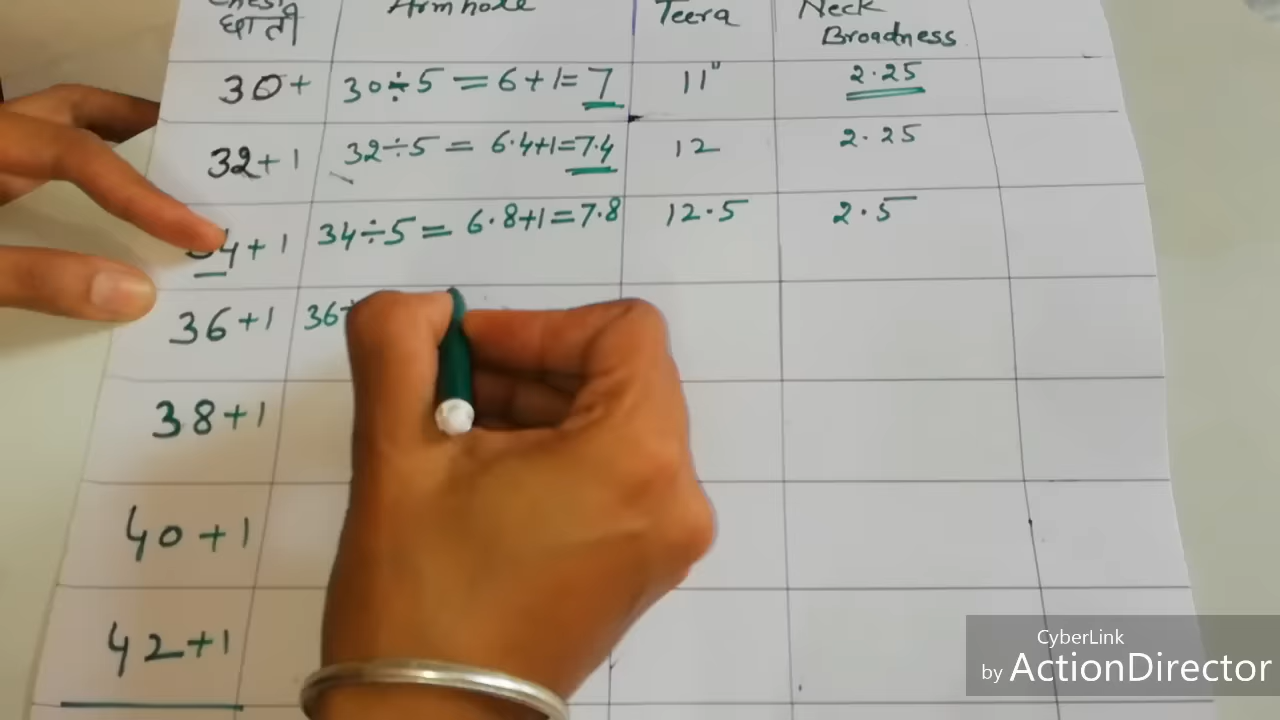 छाती Armhole Teera Neck Broadness
30+ 30÷5 = 6+1= 7 11" 2.25
32+1 32÷5 = 6.4+1=7.4 12 2.25
4+1 34÷5 = 6.8+1=7.8 12.5 2.5
36+1 36
38+1
40+1
42+1
CyberLink
by ActionDirector